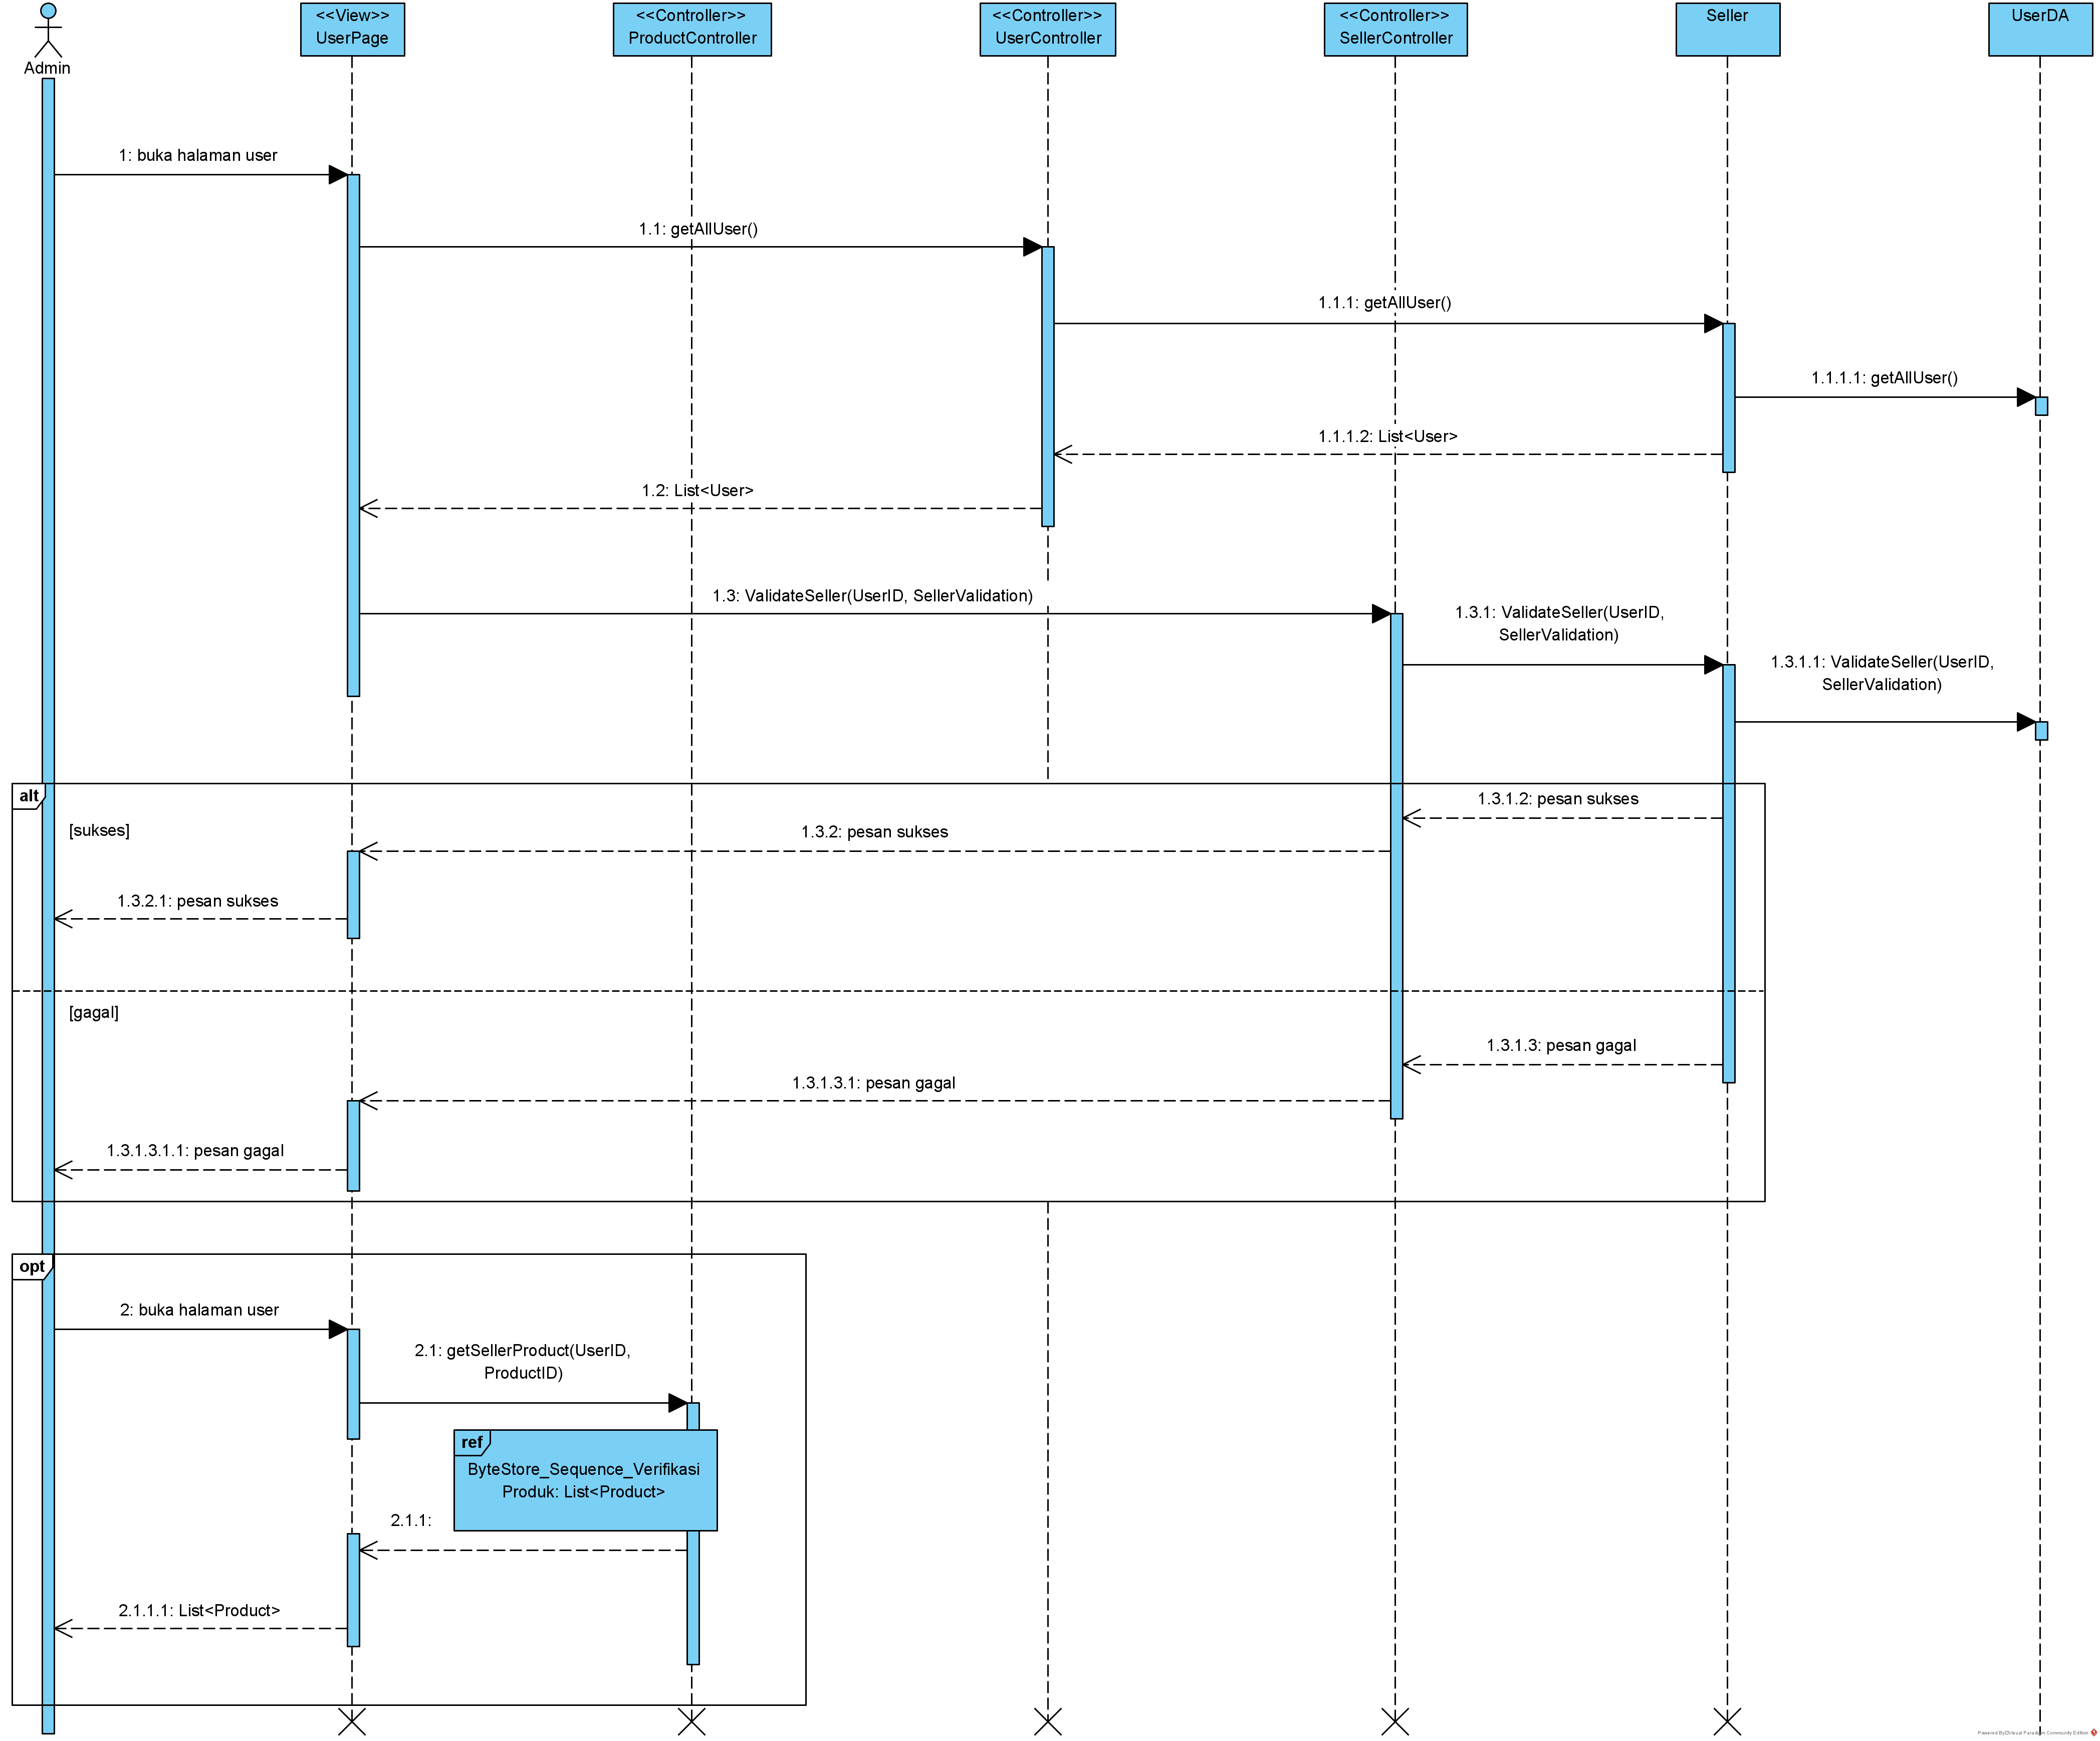 <<View>>
UserPage
<<Controller>>
ProductController
<<Controller>>
UserController
<<Controller>>
SellerController
Seller
UserDA
Admin
1: buka halaman user
1.1: getAllUser()
1.1.1: getAllUser()
1.1.1.1: getAllUser()
1.1.1.2: List<User>
1.2: List<User>
1.3: ValidateSeller(UserID, SellerValidation)
1.3.1: ValidateSeller(UserID,
SellerValidation)
1.3.1.1: ValidateSeller(UserID,
SellerValidation)
alt
1.3.1.2: pesan sukses
[sukses]
1.3.2: pesan sukses
1.3.2.1: pesan sukses
[gagal]
1.3.1.3: pesan gagal
1.3.1.3.1: pesan gagal
1.3.1.3.1.1: pesan gagal
opt
2: buka halaman user
2.1: getSellerProduct(UserID,
ProductID)
ref
ByteStore_Sequence_Verifikasi
Produk: List<Product>
2.1.1:
2.1.1.1: List<Product>
Powered By Visual Paradigm Community Edition